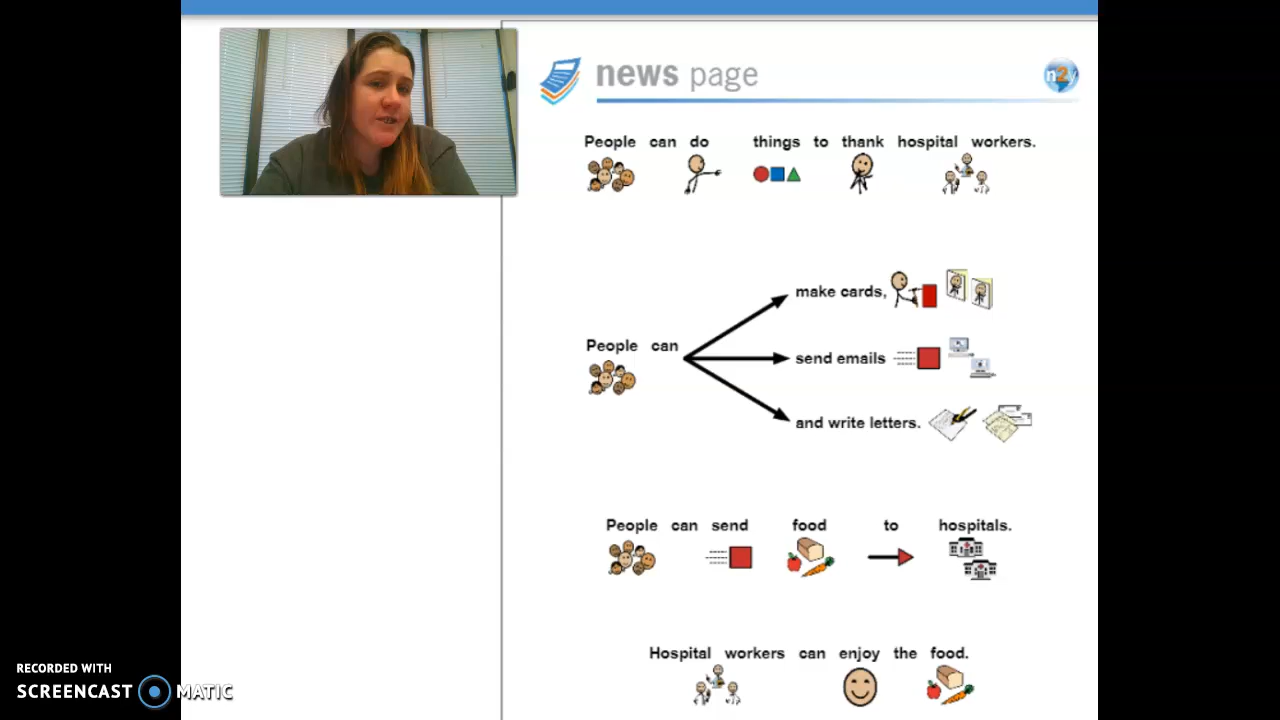 news page
n2y
People can do things to thank hospital workers.
make cards,
People can
send emails
and write letters.
People can send food to hospitals.
Hospital workers can enjoy the food.
RECORDED WITH
SCREENCAST MATIC